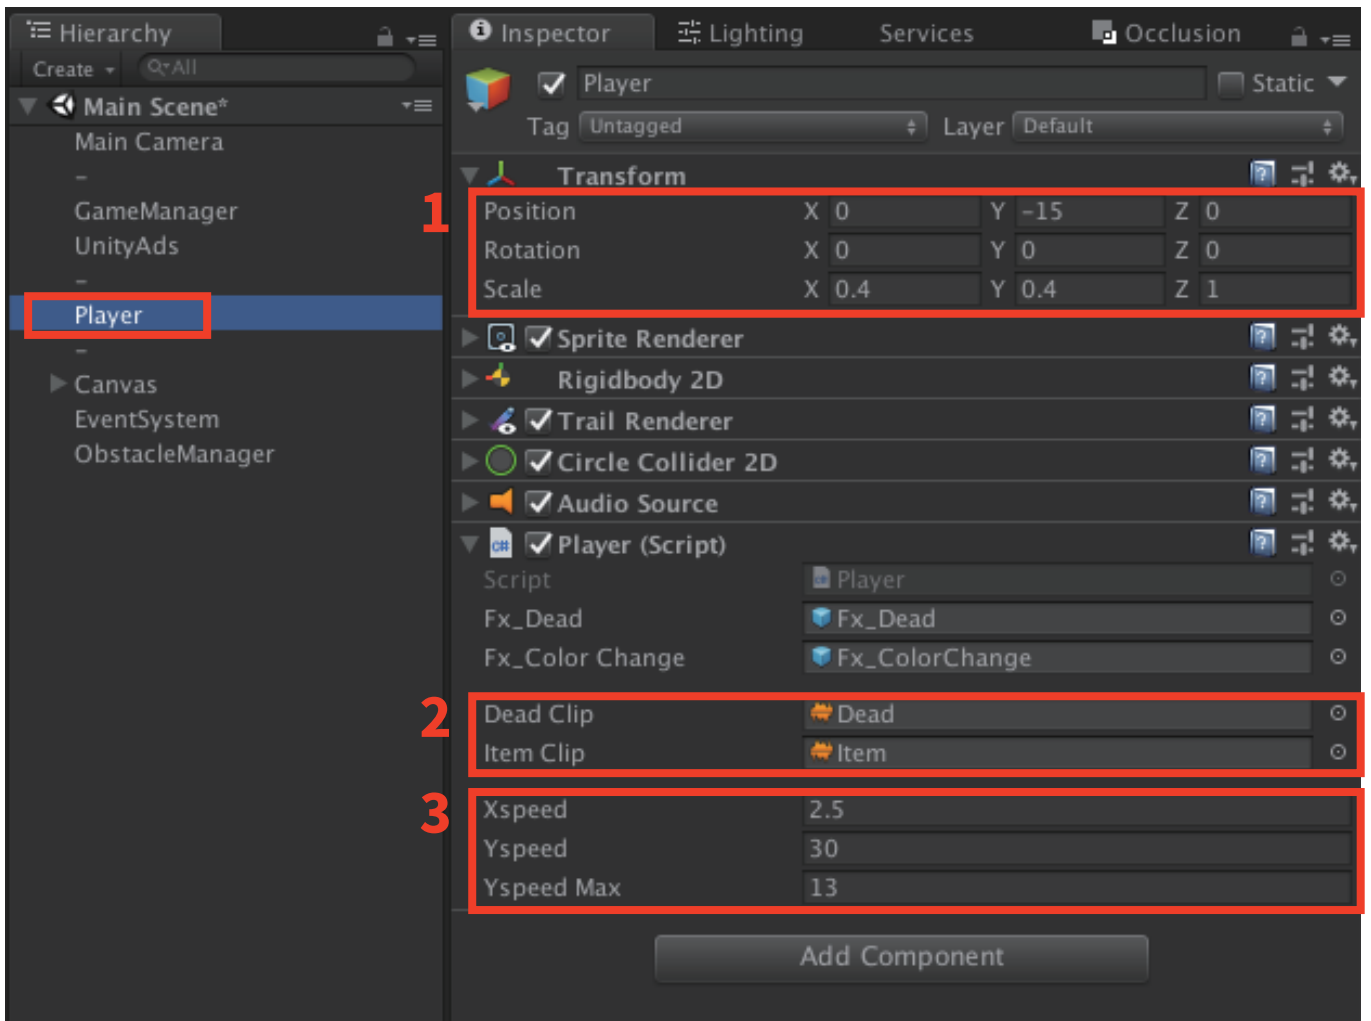 Hierarchy
Create
All
Main Scene*
Main Camera
–
GameManager
UnityAds
–
Player
–
Canvas
EventSystem
ObstacleManager
Inspector Lighting Services Occlusion
Player Static
Tag Untagged Layer Default
Transform
1
Position X 0 Y -15 Z 0
Rotation X 0 Y 0 Z 0
Scale X 0.4 Y 0.4 Z 1
Sprite Renderer
Rigidbody 2D
Trail Renderer
Circle Collider 2D
Audio Source
c# Player (Script)
Script Player
Fx_Dead Fx_Dead
Fx_Color Change Fx_ColorChange
2
Dead Clip Dead
Item Clip Item
3
Xspeed 2.5
Yspeed 30
Yspeed Max 13
Add Component